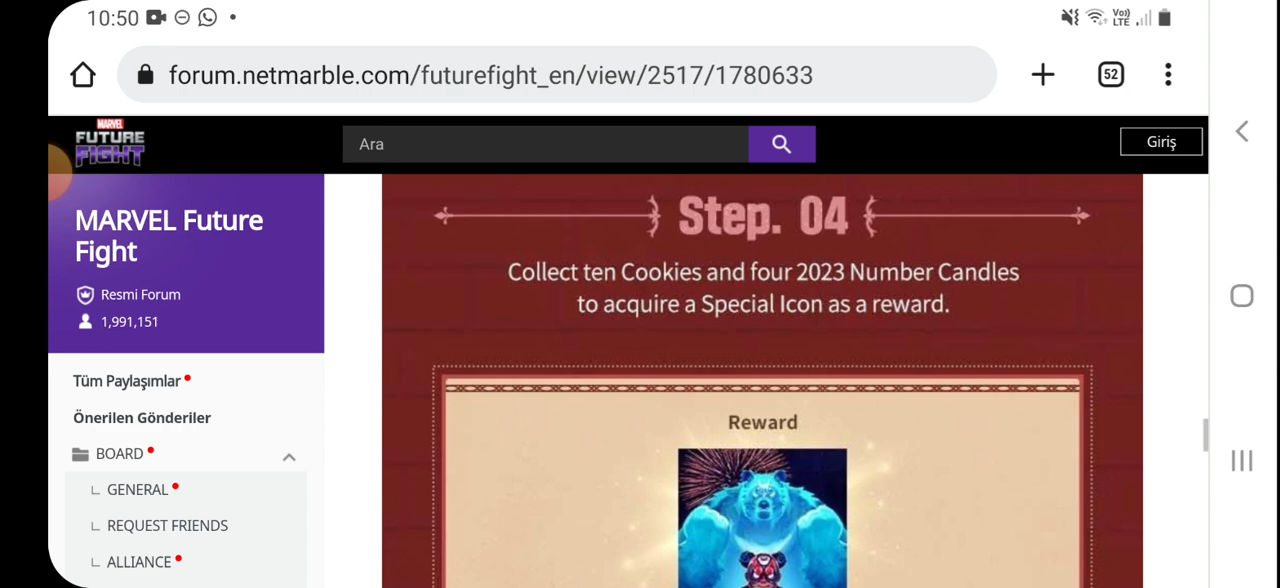 10:50
Vo)) LTE
forum.netmarble.com/futurefight_en/view/2517/1780633
52
MARVEL
FUTURE
FIGHT
Ara
Giriş
MARVEL Future
Fight
Resmi Forum
1,991,151
Tüm Paylaşımlar
Önerilen Gönderiler
BOARD
GENERAL
REQUEST FRIENDS
ALLIANCE
Step. 04
Collect ten Cookies and four 2023 Number Candles
to acquire a Special Icon as a reward.
Reward